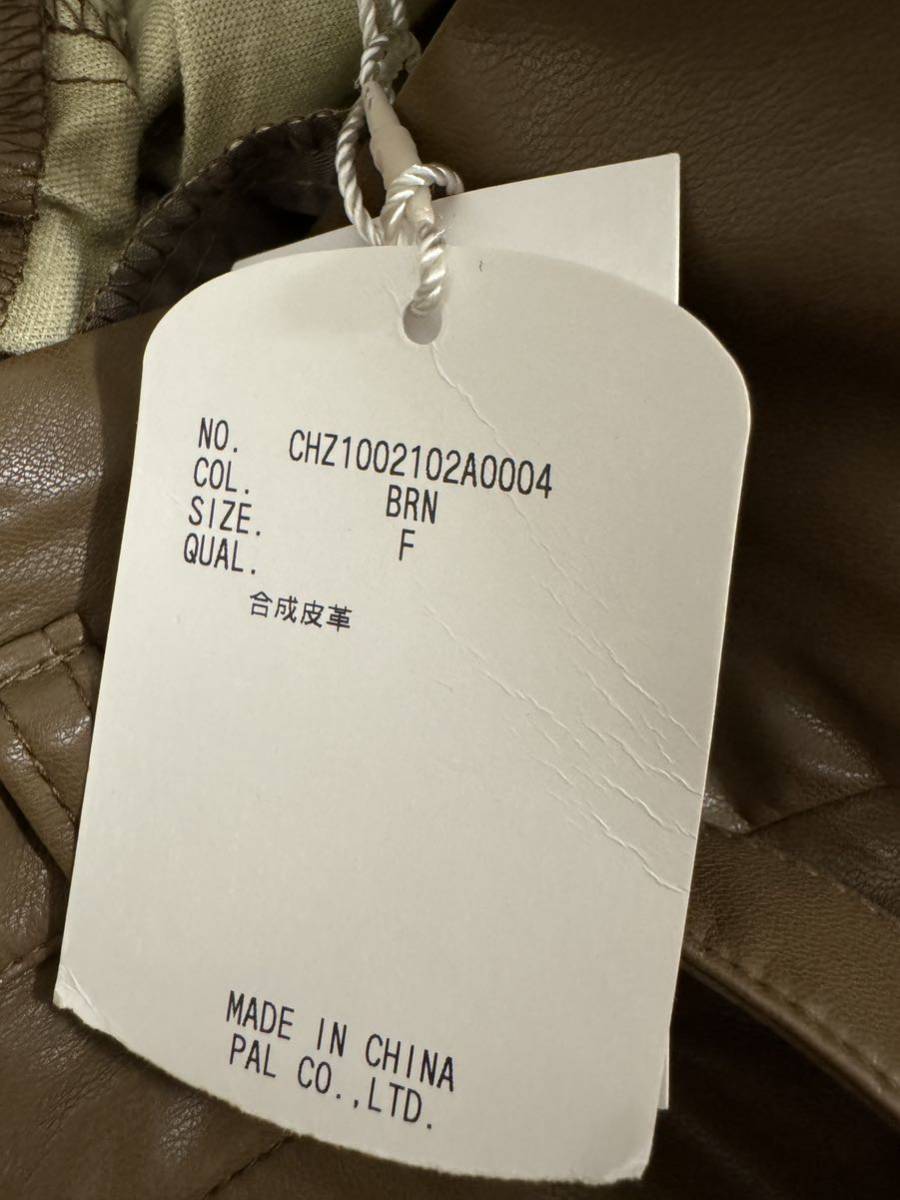 NO. CHZ1002102A0004
COL. BRN
SIZE. F
QUAL.
合成皮革
MADE IN CHINA
PAL CO.,LTD.